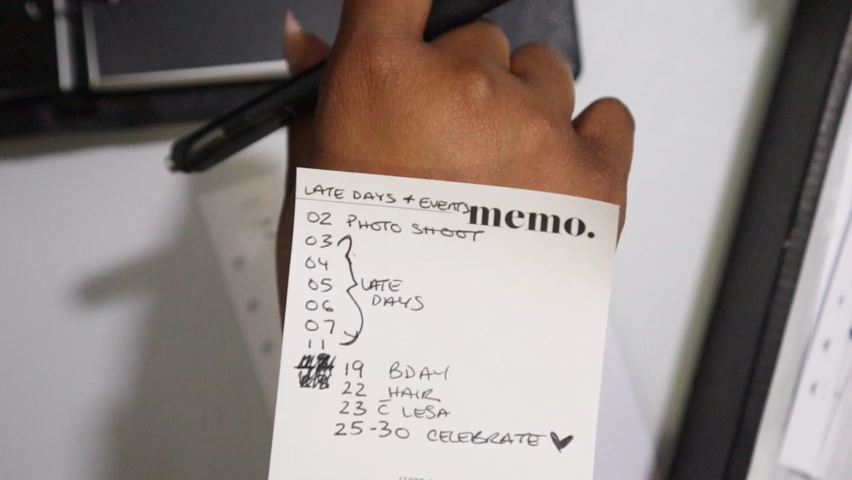 LATE DAYS + EVENTS
memo.
02 PHOTO SHOOT
03
04
05 LATE
06 DAYS
07
11
19 BDAY
22 HAIR
23 C̄ LESA
25-30 CELEBRATE ♥